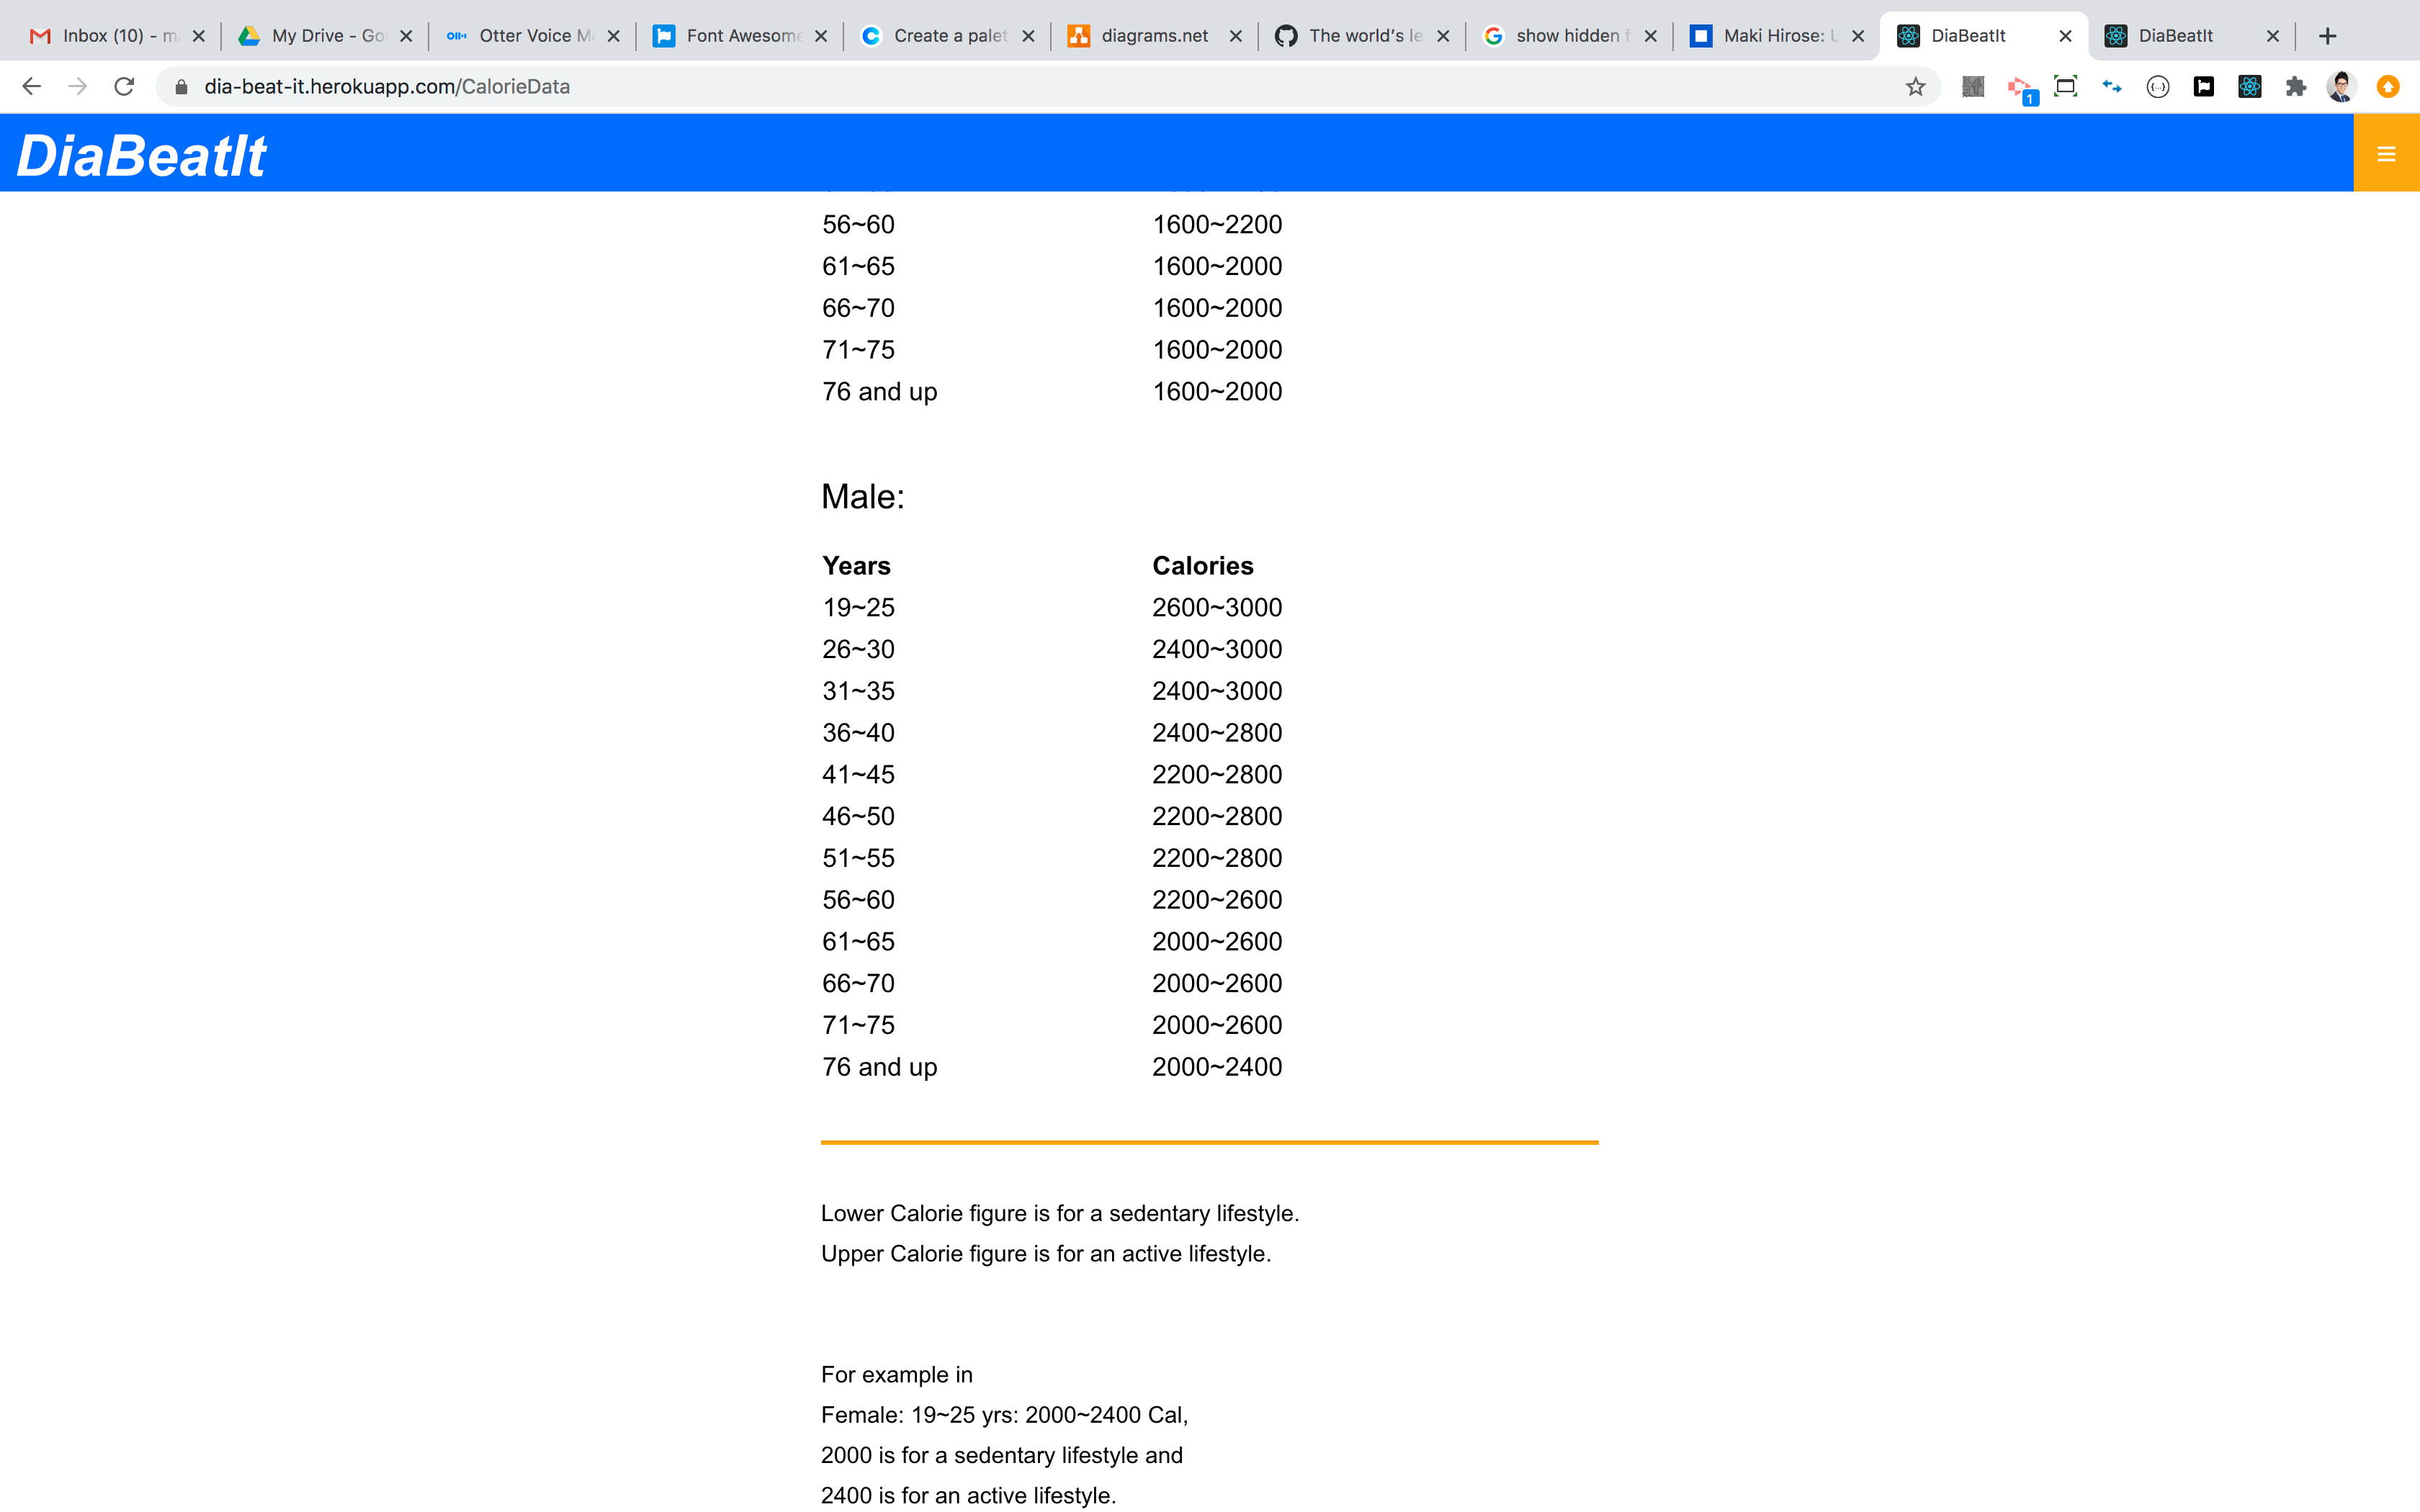 Inbox (10) - m
My Drive - Go
Otter Voice M
Font Awesome
Create a palet
diagrams.net
The world's le
show hidden f
Maki Hirose: U
DiaBeatIt
DiaBeatIt
dia-beat-it.herokuapp.com/CalorieData
1
DiaBeatIt
56~60 1600~2200
61~65 1600~2000
66~70 1600~2000
71~75 1600~2000
76 and up 1600~2000
Male:
Years Calories
19~25 2600~3000
26~30 2400~3000
31~35 2400~3000
36~40 2400~2800
41~45 2200~2800
46~50 2200~2800
51~55 2200~2800
56~60 2200~2600
61~65 2000~2600
66~70 2000~2600
71~75 2000~2600
76 and up 2000~2400
Lower Calorie figure is for a sedentary lifestyle.
Upper Calorie figure is for an active lifestyle.
For example in
Female: 19~25 yrs: 2000~2400 Cal,
2000 is for a sedentary lifestyle and
2400 is for an active lifestyle.